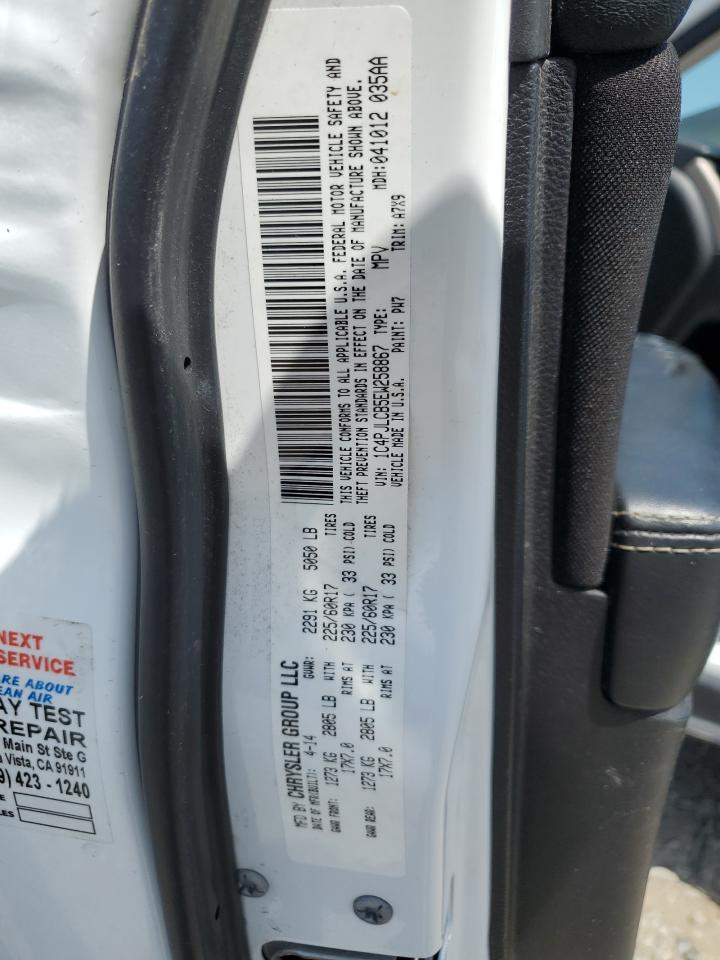 MFD BY CHRYSLER GROUP LLC
DATE OF MFR(BUILT): 4-14 GVWR: 2291 KG 5050 LB
GAWR FRONT: 1273 KG 2805 LB WITH 225/60R17 TIRES
17X7.0 RIMS AT 230 KPA ( 33 PSI) COLD
GAWR REAR: 1273 KG 2805 LB WITH 225/60R17 TIRES
17X7.0 RIMS AT 230 KPA ( 33 PSI) COLD
THIS VEHICLE CONFORMS TO ALL APPLICABLE U.S.A. FEDERAL MOTOR VEHICLE SAFETY AND
THEFT PREVENTION STANDARDS IN EFFECT ON THE DATE OF MANUFACTURE SHOWN ABOVE.
VIN: 1C4PJLCB5EW258867 TYPE: MPV MDH:041012 035AA
VEHICLE MADE IN U.S.A. PAINT: PW7 TRIM: A7X9
NEXT
SERVICE
ABOUT
AIR
TEST
REPAIR
Main St Ste G
Vista, CA 91911
423 - 1240